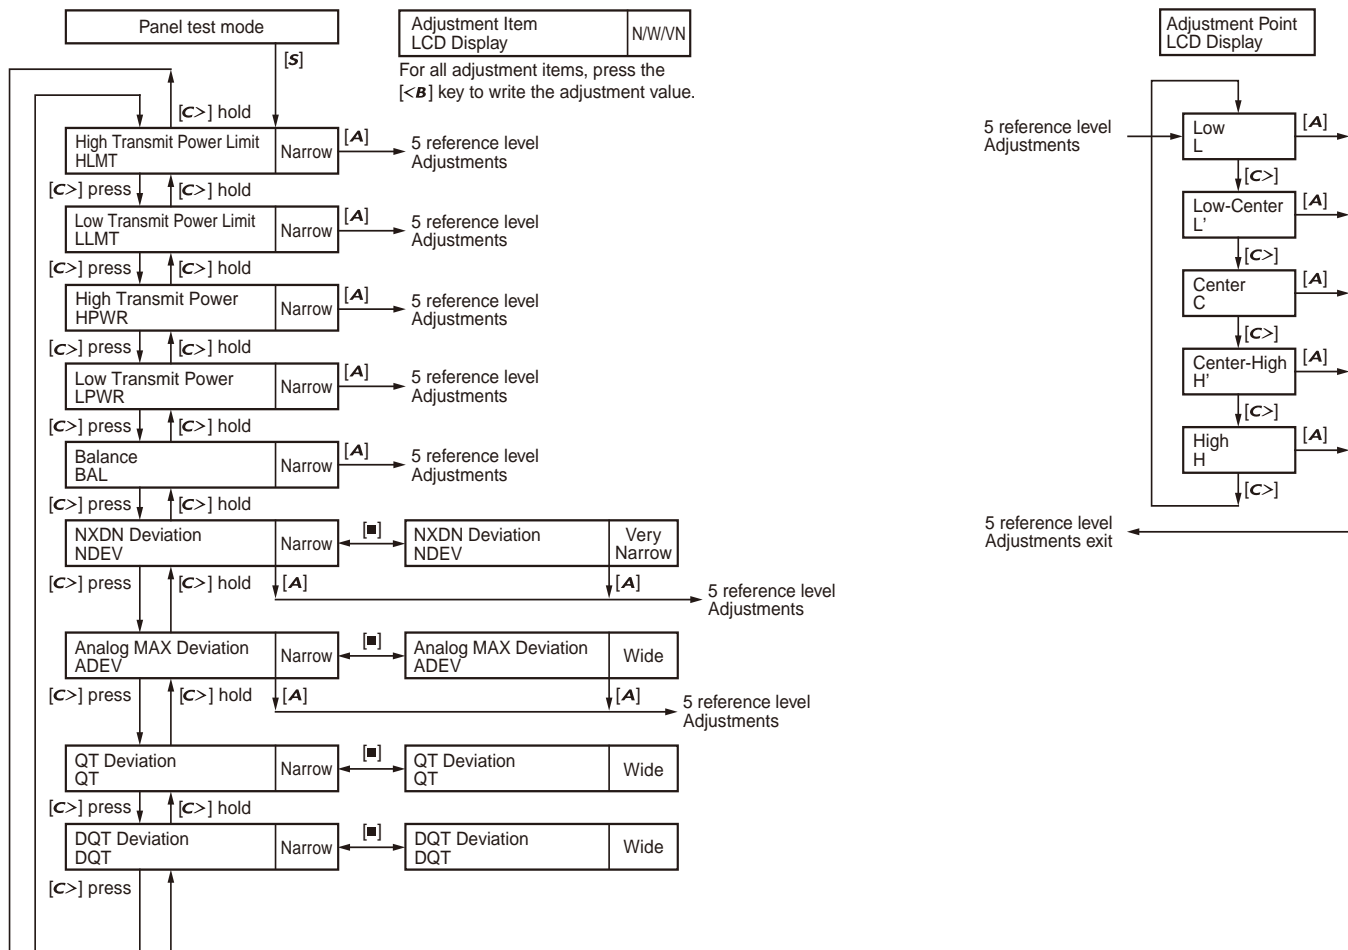 Panel test mode
Adjustment Item
LCD Display
N/W/VN
For all adjustment items, press the
[<B] key to write the adjustment value.
[S]
[C>] hold
High Transmit Power Limit
HLMT
Narrow
[A]
5 reference level
Adjustments
[C>] press
[C>] hold
Low Transmit Power Limit
LLMT
Narrow
[A]
5 reference level
Adjustments
[C>] press
[C>] hold
High Transmit Power
HPWR
Narrow
[A]
5 reference level
Adjustments
[C>] press
[C>] hold
Low Transmit Power
LPWR
Narrow
[A]
5 reference level
Adjustments
[C>] press
[C>] hold
Balance
BAL
Narrow
[A]
5 reference level
Adjustments
[C>] press
[C>] hold
NXDN Deviation
NDEV
Narrow
[■]
NXDN Deviation
NDEV
Very
Narrow
[C>] press
[C>] hold
[A]
[A]
5 reference level
Adjustments
Analog MAX Deviation
ADEV
Narrow
[■]
Analog MAX Deviation
ADEV
Wide
[C>] press
[C>] hold
[A]
[A]
5 reference level
Adjustments
QT Deviation
QT
Narrow
[■]
QT Deviation
QT
Wide
[C>] press
[C>] hold
DQT Deviation
DQT
Narrow
[■]
DQT Deviation
DQT
Wide
[C>] press
Adjustment Point
LCD Display
5 reference level
Adjustments
Low
L
[A]
[C>]
Low-Center
L'
[A]
[C>]
Center
C
[A]
[C>]
Center-High
H'
[A]
[C>]
High
H
[A]
[C>]
5 reference level
Adjustments exit